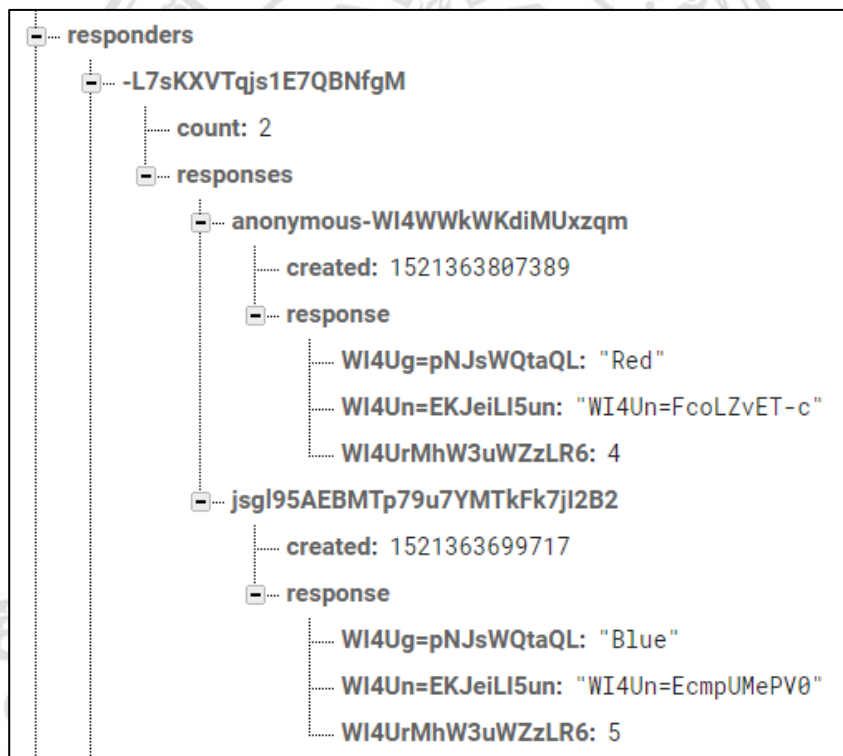 responders
-L7sKXVTqjs1E7QBNfgM
count: 2
responses
anonymous-WI4WWkWKdiMUxzqm
created: 1521363807389
response
WI4Ug=pNJsWQtaQL: "Red"
WI4Un=EKJeiLI5un: "WI4Un=FcoLZvET-c"
WI4UrMhW3uWZzLR6: 4
jsgl95AEBMTp79u7YMTkFk7jI2B2
created: 1521363699717
response
WI4Ug=pNJsWQtaQL: "Blue"
WI4Un=EKJeiLI5un: "WI4Un=EcmpUMePV0"
WI4UrMhW3uWZzLR6: 5